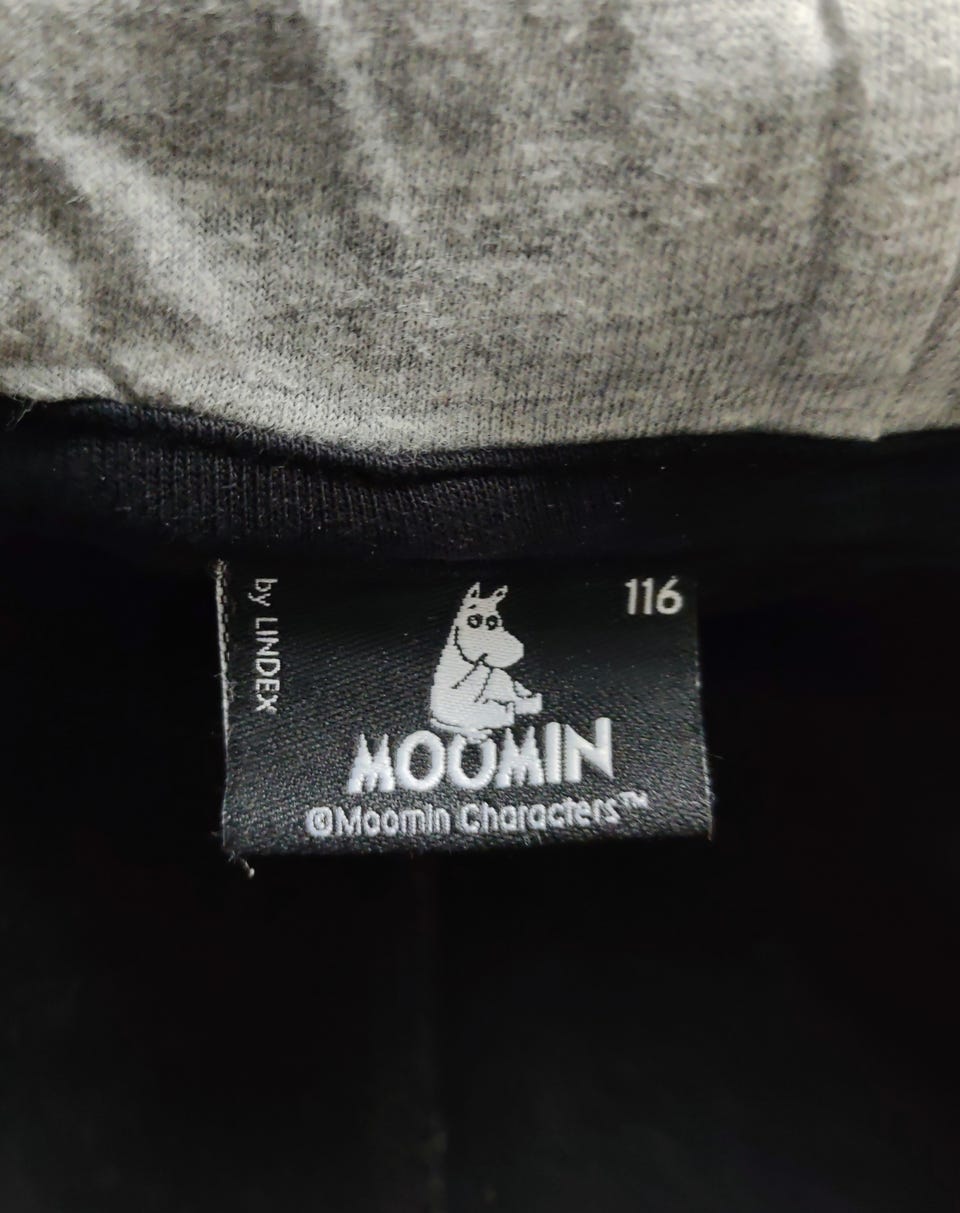 by LINDEX
116
MOOMIN
©Moomin Characters™